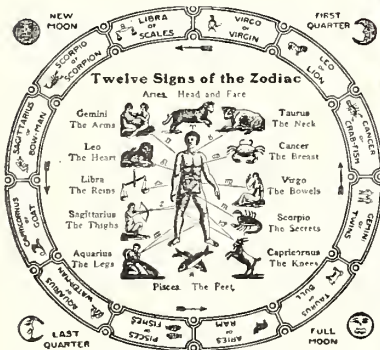 NEW
MOON
FIRST
QUARTER
LIBRA
OR
SCALES
VIRGO
OR
VIRGIN
LEO
OR
LION
CANCER
OR
CRAB-FISH
GEMINI
OR
TWINS
TAURUS
OR
BULL
ARIES
OR
RAM
PISCES
OR
FISHES
AQUARIUS
OR
WATERMAN
CAPRICORNUS
OR
GOAT
SAGITTARIUS
OR
BOW-MAN
SCORPIO
OR
SCORPION
Twelve Signs of the Zodiac
Aries. Head and Face
Gemini
The Arms
Taurus
The Neck
Leo
The Heart
Cancer
The Breast
Libra
The Reins
Virgo
The Bowels
Sagittarius
The Thighs
Scorpio
The Secrets
Aquarius
The Legs
Capricornus
The Knees
Pisces. The Feet
LAST
QUARTER
FULL
MOON